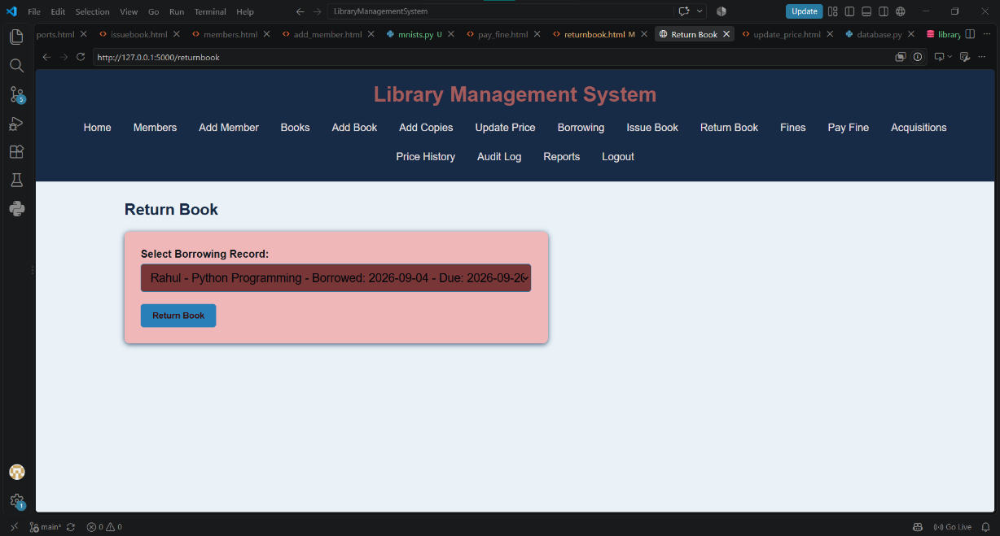 File Edit Selection View Go Run Terminal Help LibraryManagementSystem Update
ports.html issuebook.html members.html add_member.html mnists.py U pay_fine.html returnbook.html M Return Book update_price.html database.py library
http://127.0.0.1:5000/returnbook
Library Management System
Home Members Add Member Books Add Book Add Copies Update Price Borrowing Issue Book Return Book Fines Pay Fine Acquisitions
Price History Audit Log Reports Logout
Return Book
Select Borrowing Record:
Rahul - Python Programming - Borrowed: 2026-09-04 - Due: 2026-09-26
Return Book
5
1
main* 0 0 Go Live